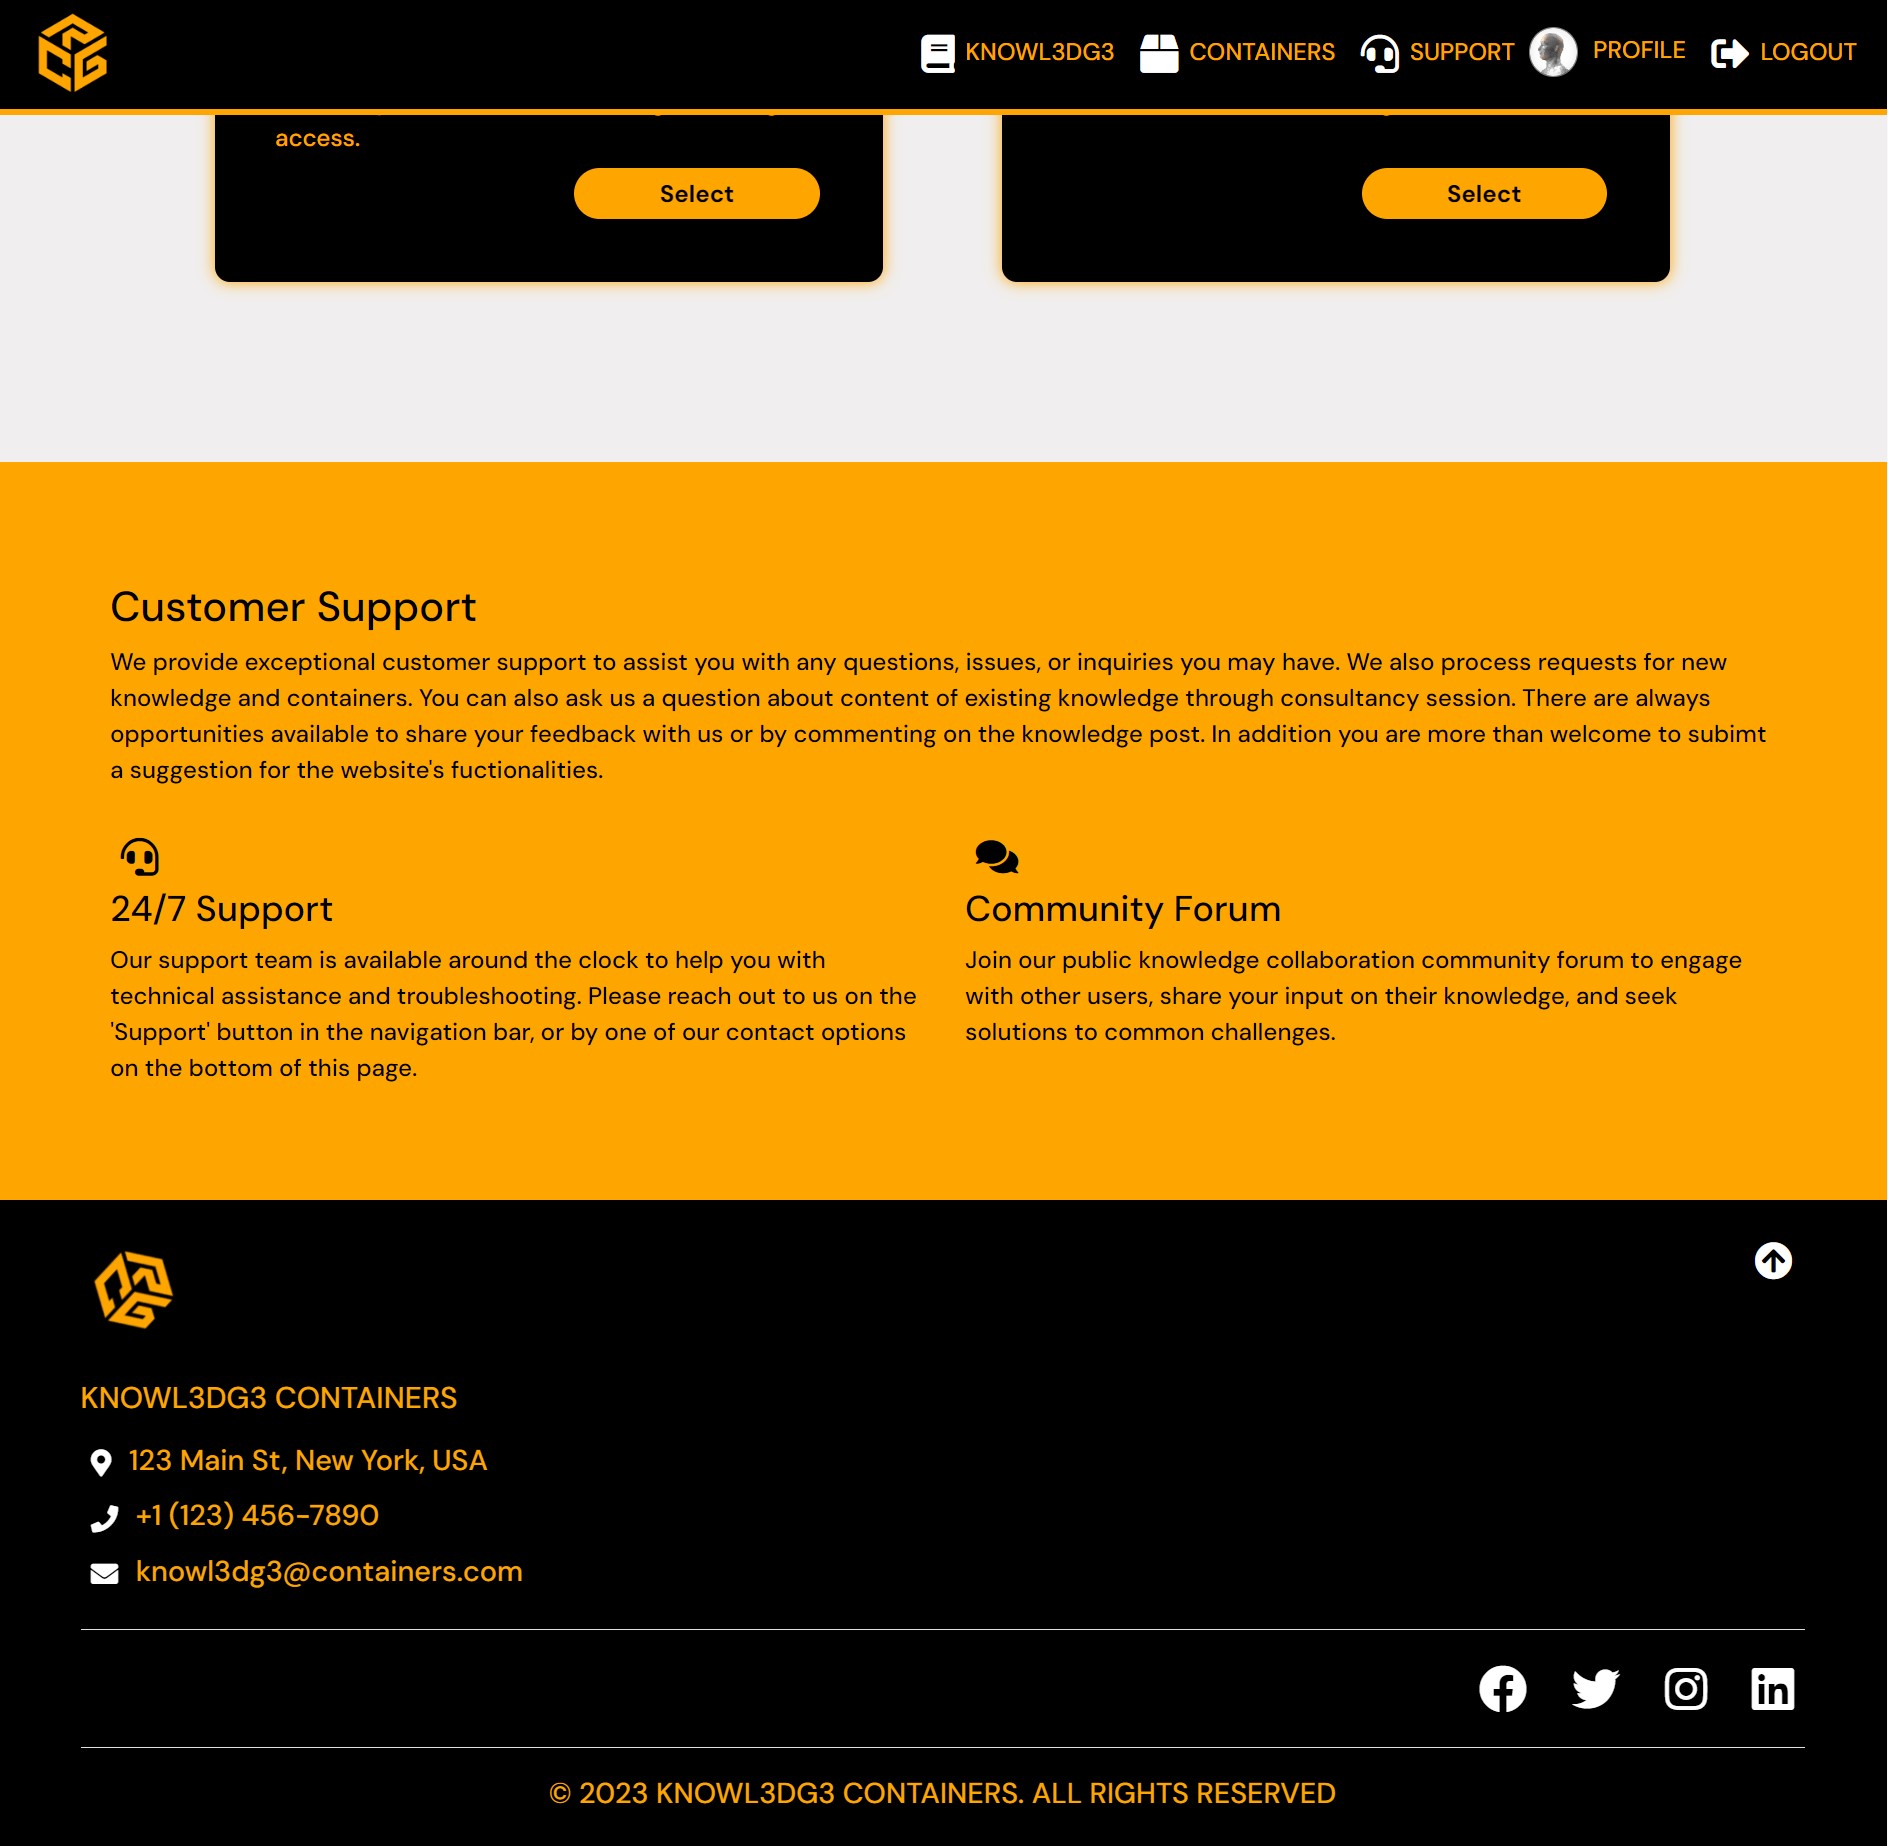 KNOWL3DG3 CONTAINERS SUPPORT PROFILE LOGOUT
access.
Select
Select
Customer Support
We provide exceptional customer support to assist you with any questions, issues, or inquiries you may have. We also process requests for new
knowledge and containers. You can also ask us a question about content of existing knowledge through consultancy session. There are always
opportunities available to share your feedback with us or by commenting on the knowledge post. In addition you are more than welcome to subimt
a suggestion for the website's fuctionalities.
24/7 Support
Our support team is available around the clock to help you with
technical assistance and troubleshooting. Please reach out to us on the
'Support' button in the navigation bar, or by one of our contact options
on the bottom of this page.
Community Forum
Join our public knowledge collaboration community forum to engage
with other users, share your input on their knowledge, and seek
solutions to common challenges.
KNOWL3DG3 CONTAINERS
123 Main St, New York, USA
+1 (123) 456-7890
knowl3dg3@containers.com
© 2023 KNOWL3DG3 CONTAINERS. ALL RIGHTS RESERVED